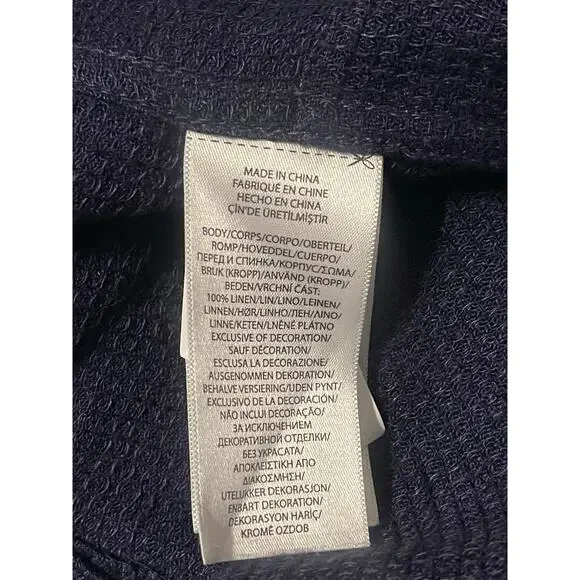 MADE IN CHINA
FABRIQUÉ EN CHINE
HECHO EN CHINA
ÇİN'DE ÜRETİLMİŞTİR
BODY/CORPS/CORPO/OBERTEIL/
ROMP/HOVEDDEL/CUERPO/
ПЕРЕД И СПИНКА/КОРПУС/ΣΩΜΑ/
BRUK (KROPP)/ANVÄND (KROPP)/
BEDEN/VRCHNÍ ČÁST:
100% LINEN/LIN/LINO/LEINEN/
LINNEN/HØR/LINHO/ЛЕН/ΛΙΝΟ/
LINNE/KETEN/LNĚNÉ PLÁTNO
EXCLUSIVE OF DECORATION/
SAUF DÉCORATION/
ESCLUSA LA DECORAZIONE/
AUSGENOMMEN DEKORATION/
BEHALVE VERSIERING/UDEN PYNT/
EXCLUSIVO DE LA DECORACIÓN/
NÃO INCLUI DECORAÇÃO/
ЗА ИСКЛЮЧЕНИЕМ
ДЕКОРАТИВНОЙ ОТДЕЛКИ/
БЕЗ УКРАСАТА/
ΑΠΟΚΛΕΙΣΤΙΚΗ ΑΠΟ
ΔΙΑΚΟΣΜΗΣΗ/
UTELUKKER DEKORASJON/
ENBART DEKORATION/
DEKORASYON HARİÇ/
KROMĚ OZDOB